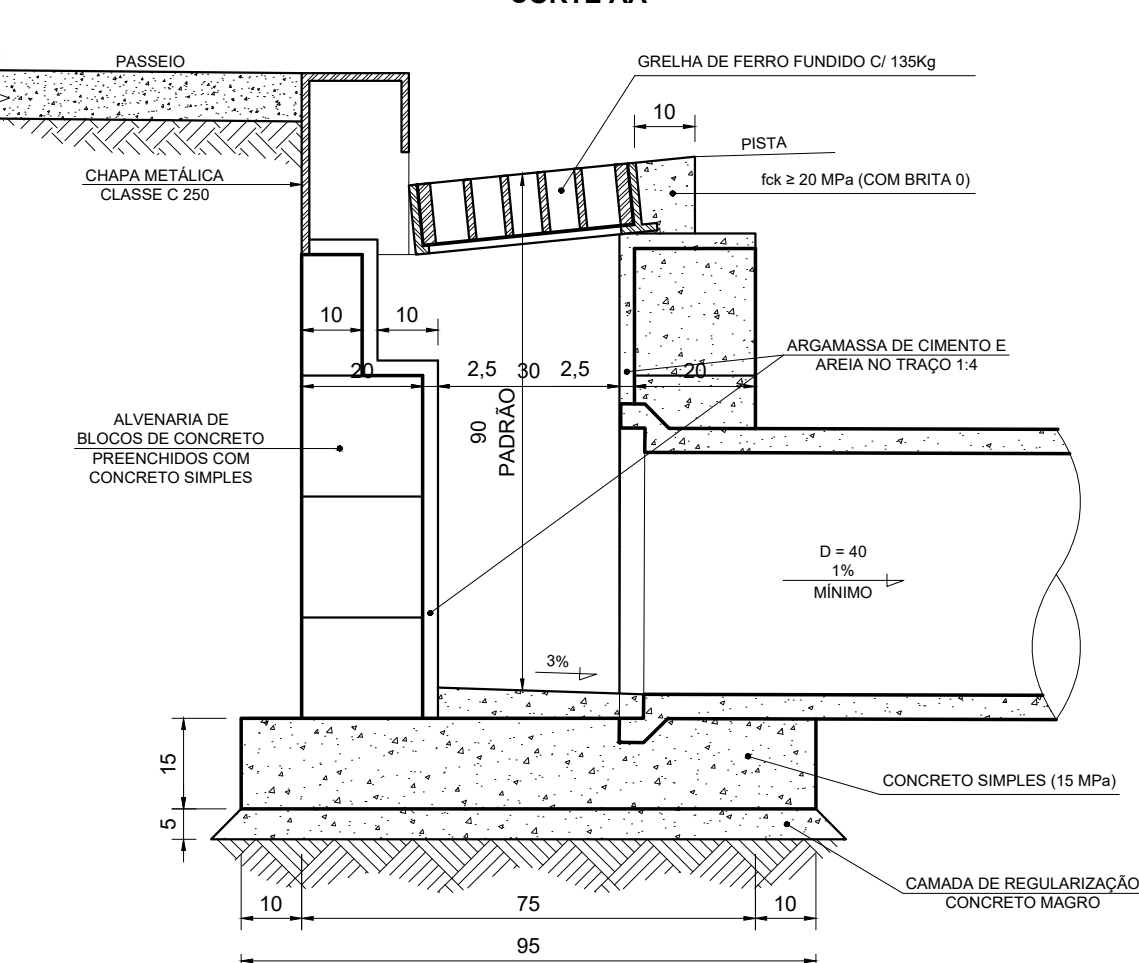 CORTE AA
PASSEIO
GRELHA DE FERRO FUNDIDO C/ 135Kg
10
PISTA
CHAPA METÁLICA
CLASSE C 250
fck ≥ 20 MPa (COM BRITA 0)
10
10
ARGAMASSA DE CIMENTO E
AREIA NO TRAÇO 1:4
20
2,5
30
2,5
20
90
PADRÃO
ALVENARIA DE
BLOCOS DE CONCRETO
PREENCHIDOS COM
CONCRETO SIMPLES
D = 40
1%
MÍNIMO
3%
15
CONCRETO SIMPLES (15 MPa)
5
CAMADA DE REGULARIZAÇÃO
CONCRETO MAGRO
10
75
10
95